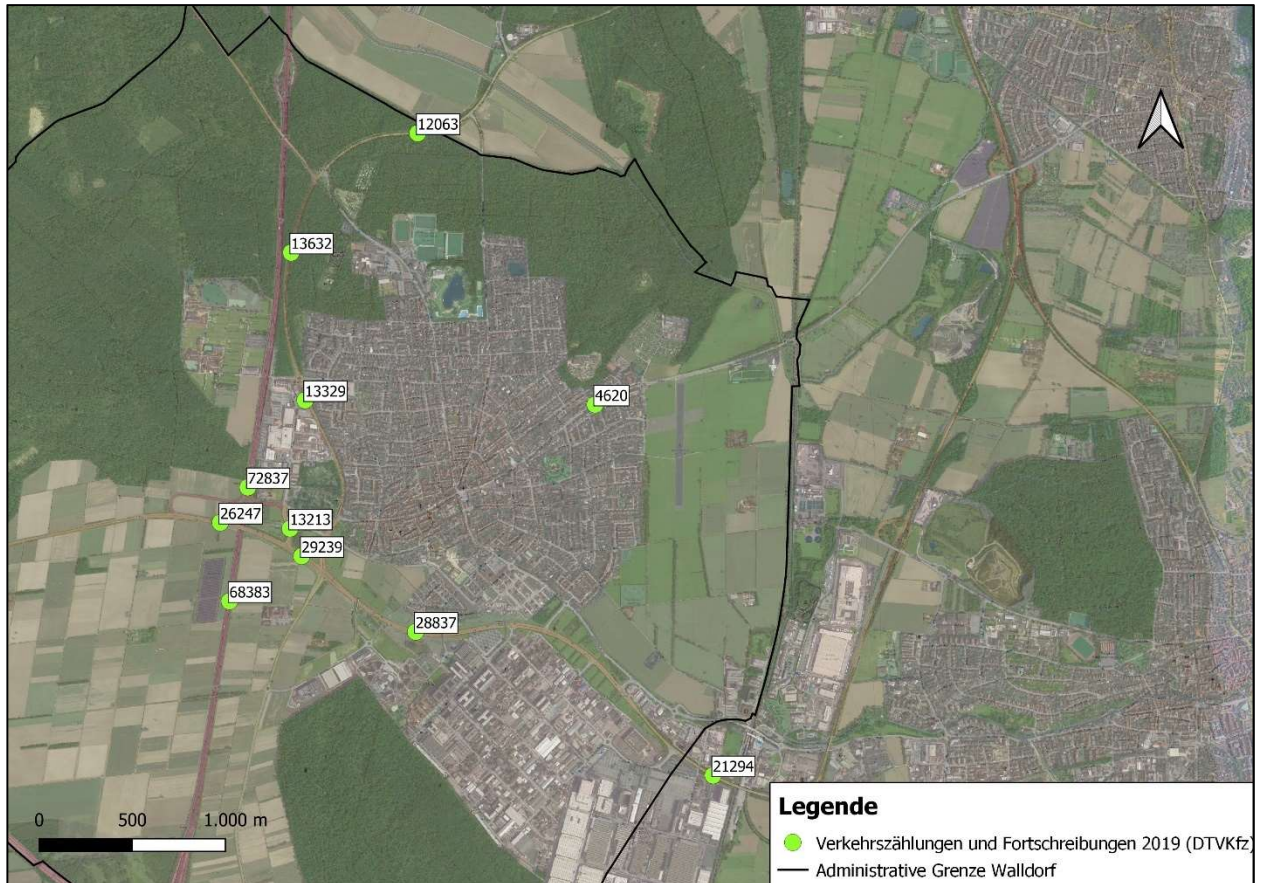 12063
13632
13329
4620
72837
26247
13213
29239
68383
28837
21294
0 500 1.000 m
Legende
Verkehrszählungen und Fortschreibungen 2019 (DTVKfz)
Administrative Grenze Walldorf